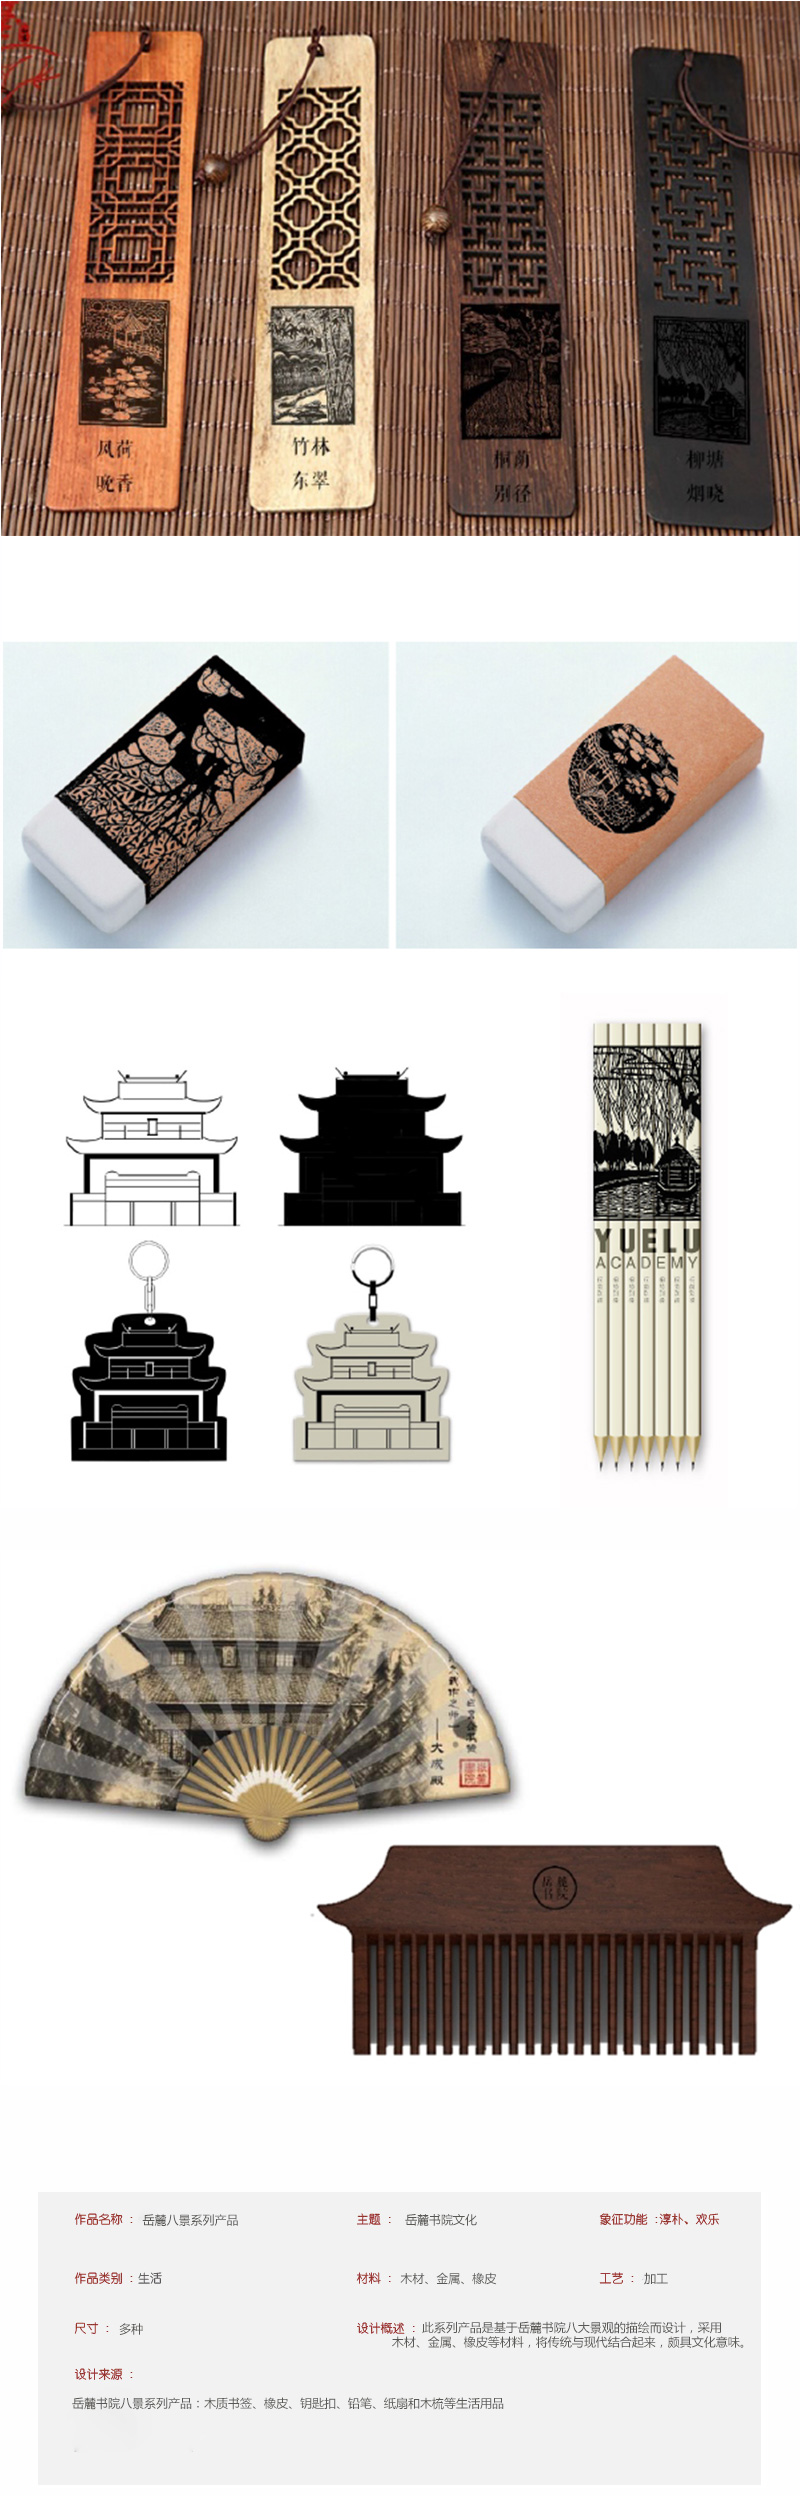 风荷
晚香
竹林
东翠
桐荫
别径
柳塘
烟晓
YUELU
ACADEMY
大成殿
岳麓
书院
作品名称 : 岳麓八景系列产品
主题 : 岳麓书院文化
象征功能 :淳朴、欢乐
作品类别 : 生活
材料 : 木材、金属、橡皮
工艺 : 加工
尺寸 : 多种
设计概述 : 此系列产品是基于岳麓书院八大景观的描绘而设计，采用
木材、金属、橡皮等材料，将传统与现代结合起来，颇具文化意味。
设计来源 :
岳麓书院八景系列产品：木质书签、橡皮、钥匙扣、铅笔、纸扇和木梳等生活用品